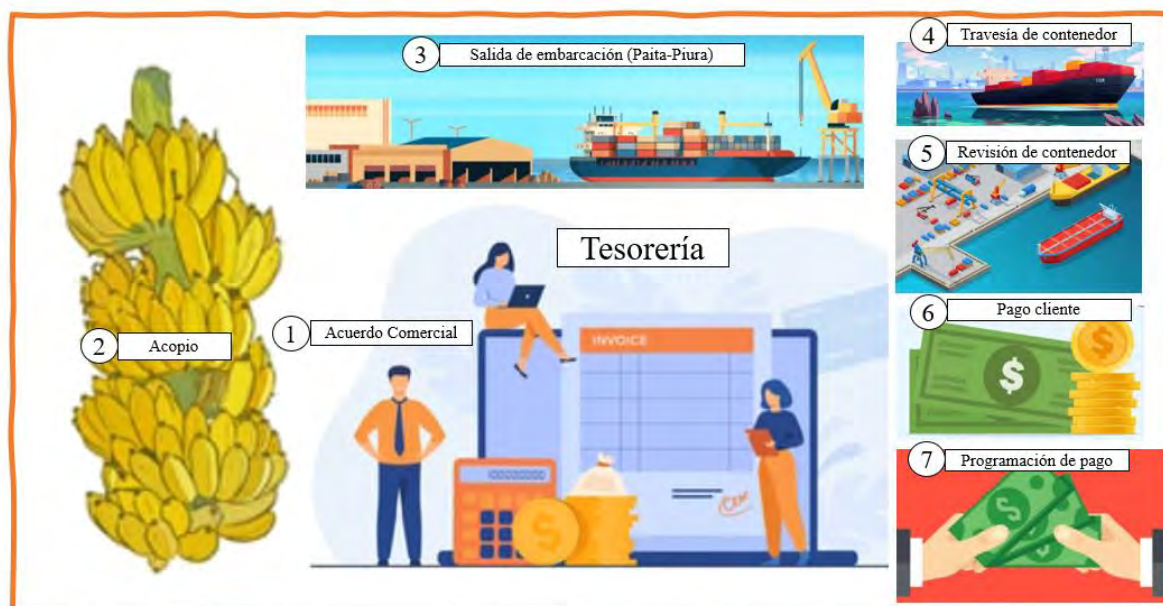 1 Acuerdo Comercial
2 Acopio
3 Salida de embarcación (Paita-Piura)
4 Travesía de contenedor
5 Revisión de contenedor
6 Pago cliente
7 Programación de pago
Tesorería
INVOICE